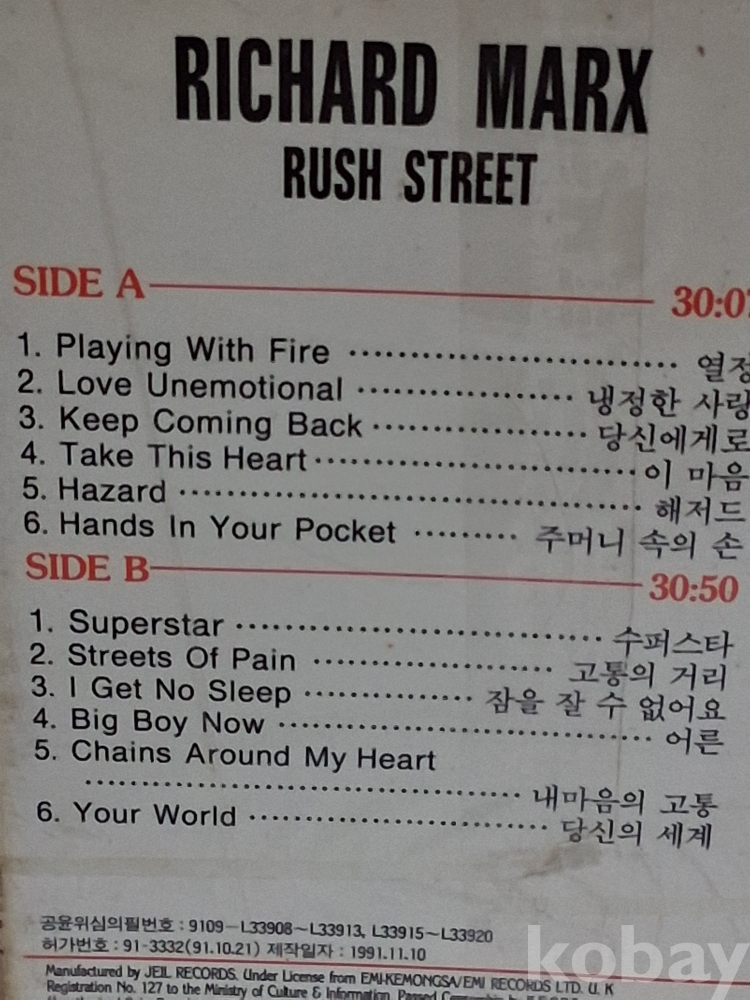 RICHARD MARX
RUSH STREET
SIDE A 30:07
1. Playing With Fire 열정
2. Love Unemotional 냉정한 사랑
3. Keep Coming Back 당신에게로
4. Take This Heart 이 마음
5. Hazard 해저드
6. Hands In Your Pocket 주머니 속의 손
SIDE B 30:50
1. Superstar 수퍼스타
2. Streets Of Pain 고통의 거리
3. I Get No Sleep 잠을 잘 수 없어요
4. Big Boy Now 어른
5. Chains Around My Heart
내마음의 고통
6. Your World 당신의 세계
공윤위심의필번호 : 9109-L33908~L33913, L33915~L33920
허가번호 : 91-3332(91.10.21) 제작일자 : 1991.11.10
Manufactured by JEIL RECORDS. Under License from EMI-KEMONGSA/EMI RECORDS LTD. U. K
Registration No. 127 to the Ministry of Culture & Information. Passed
kobay